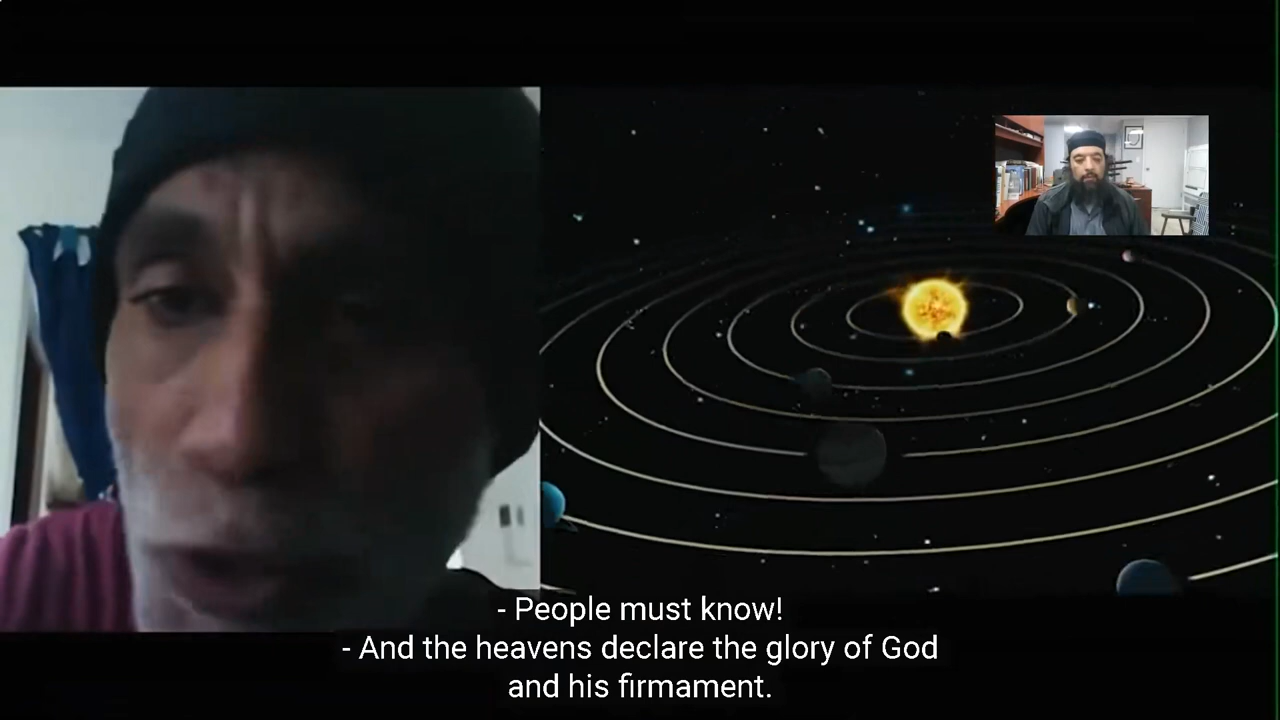 - People must know!
- And the heavens declare the glory of God
and his firmament.